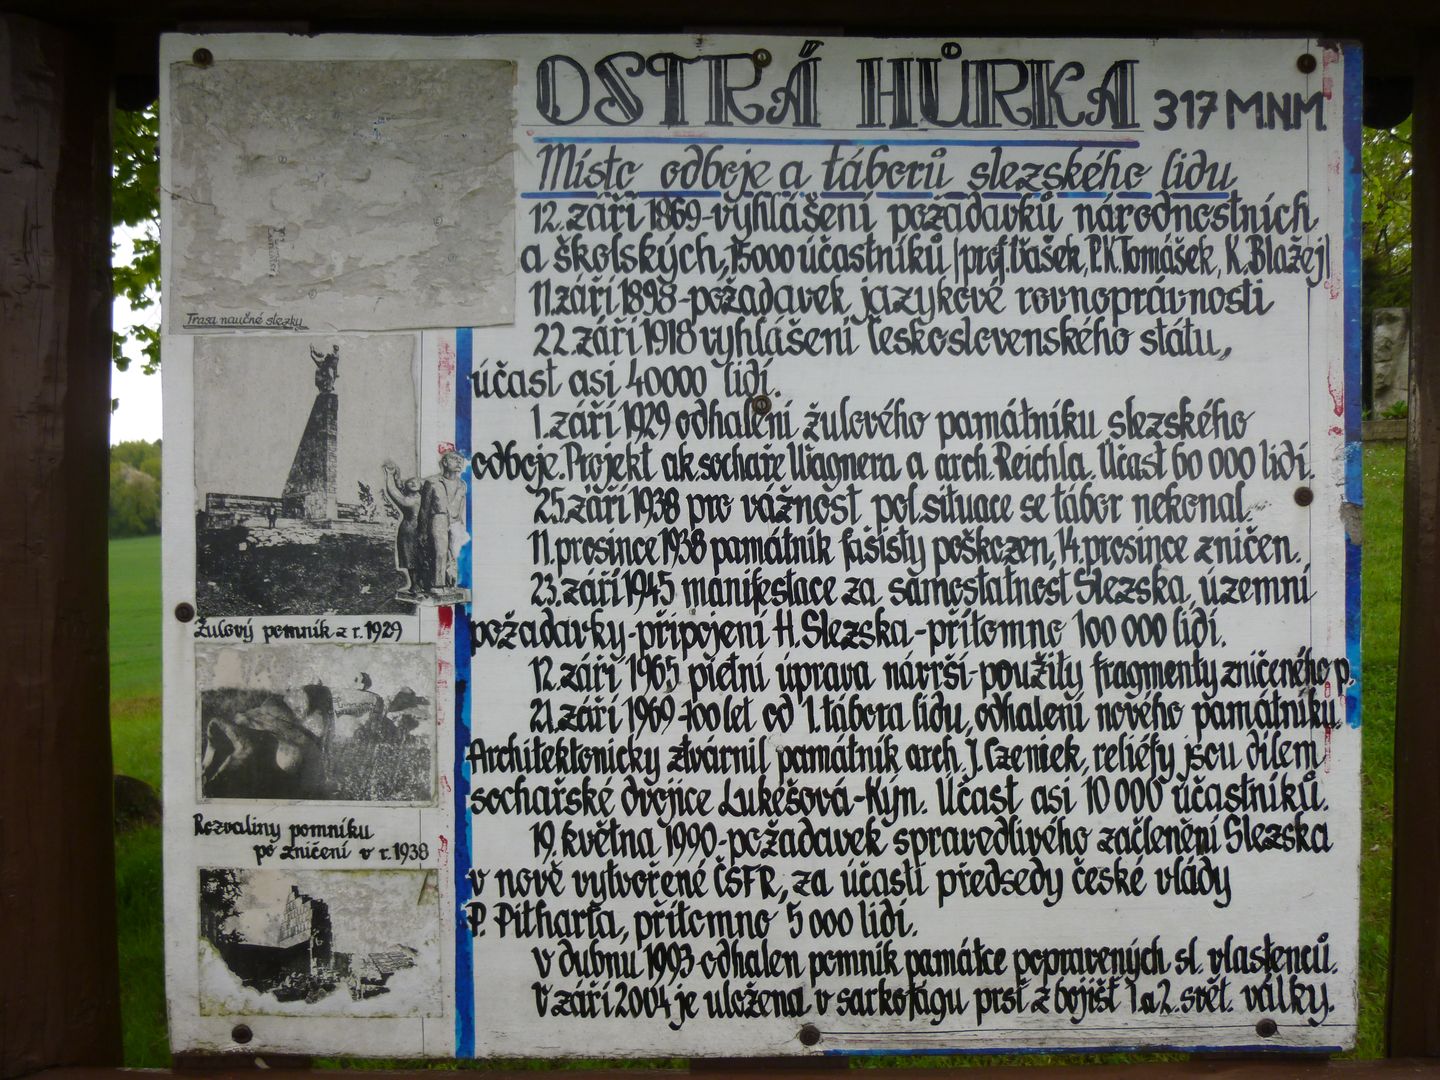 OSTRÁ HŮRKA 317 M.N.M
Místo odboje a táborů slezského lidu
12. září 1869-vyhlášení požadavků národnostních
a školských, 15000 účastníků /prof. Vašek, P.K. Tomášek, K. Blažej/
11. září 1898-požadavek jazykové rovnoprávnosti
22. září 1918 vyhlášení československého státu,
účast asi 40000 lidí.
1. září 1929 odhalení žulového památníku slezského
odboje. Projekt ak. sochaře Wagnera a arch. Reichla. Účast 60 000 lidí.
25. září 1938 pro vážnost pol. situace se tábor nekonal,
11. prosince 1938 památník fašisty poškozen, 14. prosince zničen.
23. září 1945 manifestace za samostatnost Slezska, územní
požadavky-připojení H. Slezska-přítomno 100 000 lidí.
12. září 1965 pietní úprava návrší-použity fragmenty zničeného p.
21. září 1969-100 let od 1. tábora lidu, odhalení nového památníku.
Architektonicky ztvárnil památník arch. J. Czeniek, reliéfy jsou dílem
sochařské dvojice Lukešová-Kýn. Účast asi 10 000 účastníků.
19. května 1990-požadavek spravedlivého začlenění Slezska
v nově vytvořené ČSFR, za účasti předsedy české vlády
P. Pitharta, přítomno 5 000 lidí.
v dubnu 1993-odhalen pomník památce popravených sl. vlastenců.
v září 2004 je uložena v sarkofágu prsť z bojišť 1. a 2. svět. války.
Trasa naučné stezky
Žulový pomník z r. 1929
Rozvaliny pomníku
po zničení v r. 1938